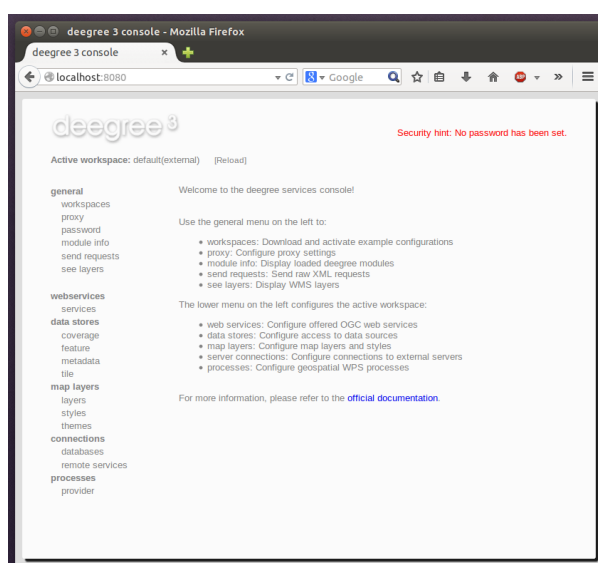 deegree 3 console - Mozilla Firefox
deegree 3 console
localhost:8080
Google
ABP
deegree 3
Security hint: No password has been set.
Active workspace: default(external) [Reload]
general
workspaces
proxy
password
module info
send requests
see layers
webservices
services
data stores
coverage
feature
metadata
tile
map layers
layers
styles
themes
connections
databases
remote services
processes
provider
Welcome to the deegree services console!
Use the general menu on the left to:
• workspaces: Download and activate example configurations
• proxy: Configure proxy settings
• module info: Display loaded deegree modules
• send requests: Send raw XML requests
• see layers: Display WMS layers
The lower menu on the left configures the active workspace:
• web services: Configure offered OGC web services
• data stores: Configure access to data sources
• map layers: Configure map layers and styles
• server connections: Configure connections to external servers
• processes: Configure geospatial WPS processes
For more information, please refer to the official documentation.